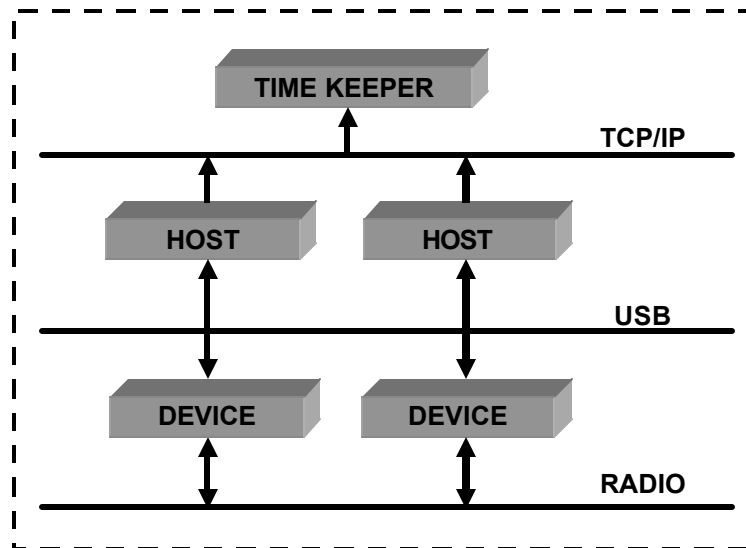 TIME KEEPER
TCP/IP
HOST HOST
USB
DEVICE DEVICE
RADIO